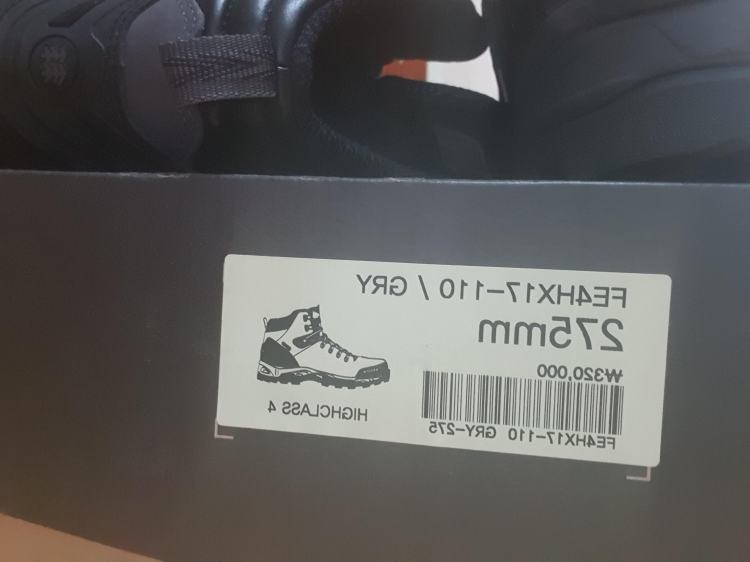 FE4HX17-110 / GRY
275mm
₩320,000
FE4HX17-110 GRY-275
HIGHCLASS 4